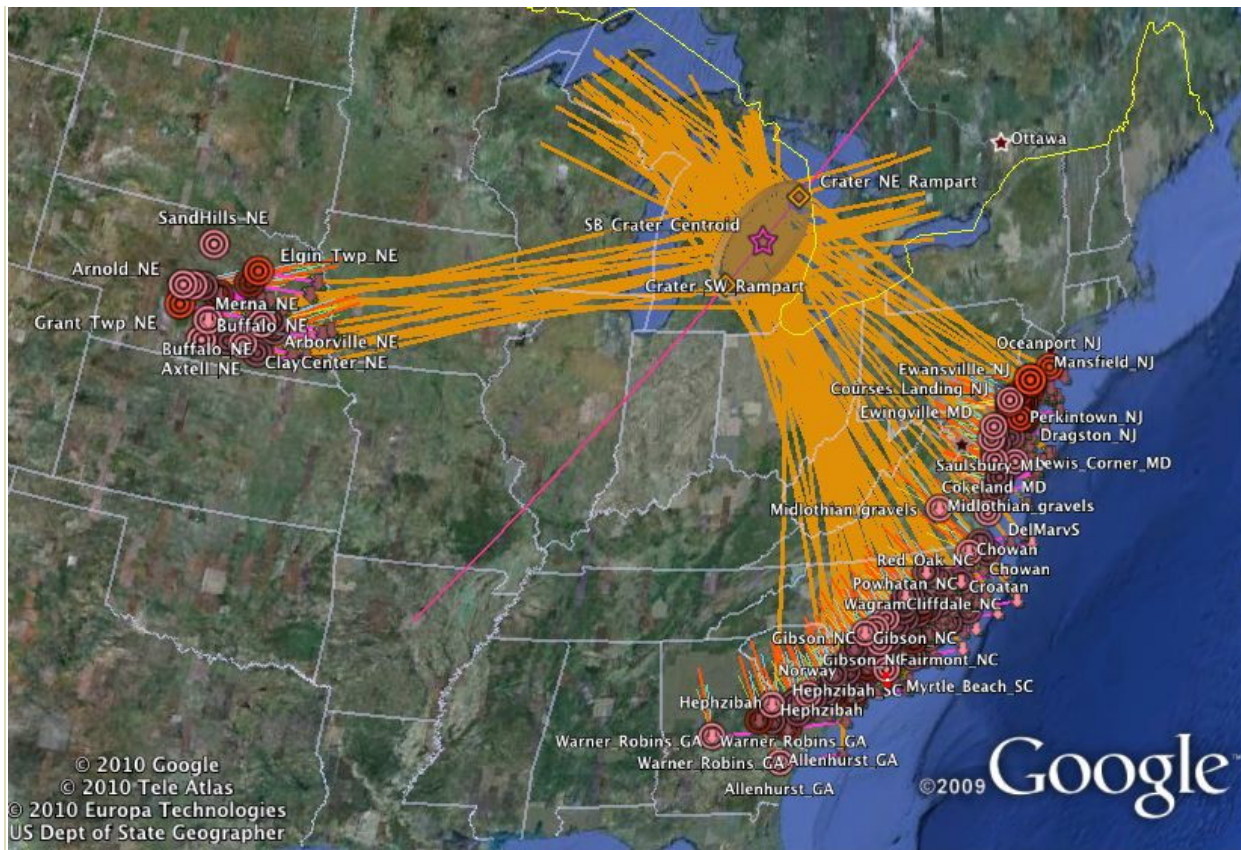 Ottawa
Crater_NE_Rampart
SandHills_NE
SB_Crater_Centroid
Elgin_Twp_NE
Arnold_NE
Crater_SW_Rampart
Merna_NE
Grant_Twp_NE
Buffalo_NE
Arborville_NE
Oceanport_NJ
Buffalo_NE
ClayCenter_NE
Axtell_NE
Mansfield_NJ
Ewansvillle_NJ
Courses_Landing_NJ
Ewingville_MD
Perkintown_NJ
Dragston_NJ
Saulsbury_MD
Lewis_Corner_MD
Cokeland_MD
Midlothian_gravels
Midlothian_gravels
DelMarvS
Chowan
Red_Oak_NC
Chowan
Powhatan_NC
Croatan
Wagram
Cliffdale_NC
Gibson_NC
Gibson_NC
Gibson_NC
Fairmont_NC
Norway
Myrtle_Beach_SC
Hephzibah_SC
Hephzibah
Hephzibah
Warner_Robins_GA
Warner_Robins_GA
Warner_Robins_GA
Allenhurst_GA
Allenhurst_GA
© 2010 Google
© 2010 Tele Atlas
© 2010 Europa Technologies
US Dept of State Geographer
©2009 Google™